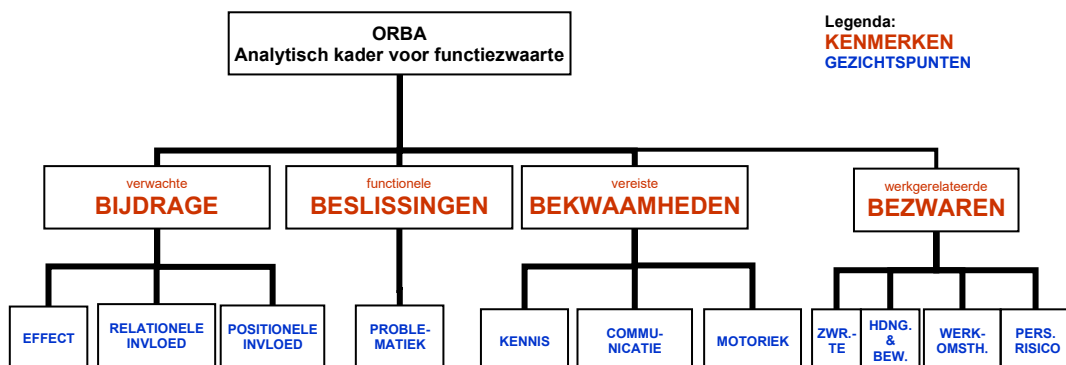 ORBA
Analytisch kader voor functiezwaarte
Legenda:
KENMERKEN
GEZICHTSPUNTEN
verwachte
BIJDRAGE
functionele
BESLISSINGEN
vereiste
BEKWAAMHEDEN
werkgerelateerde
BEZWAREN
EFFECT
RELATIONELE
INVLOED
POSITIONELE
INVLOED
PROBLE-
MATIEK
KENNIS
COMMU-
NICATIE
MOTORIEK
ZWR.-
TE
HDNG.
&
BEW.
WERK-
OMSTH.
PERS.
RISICO